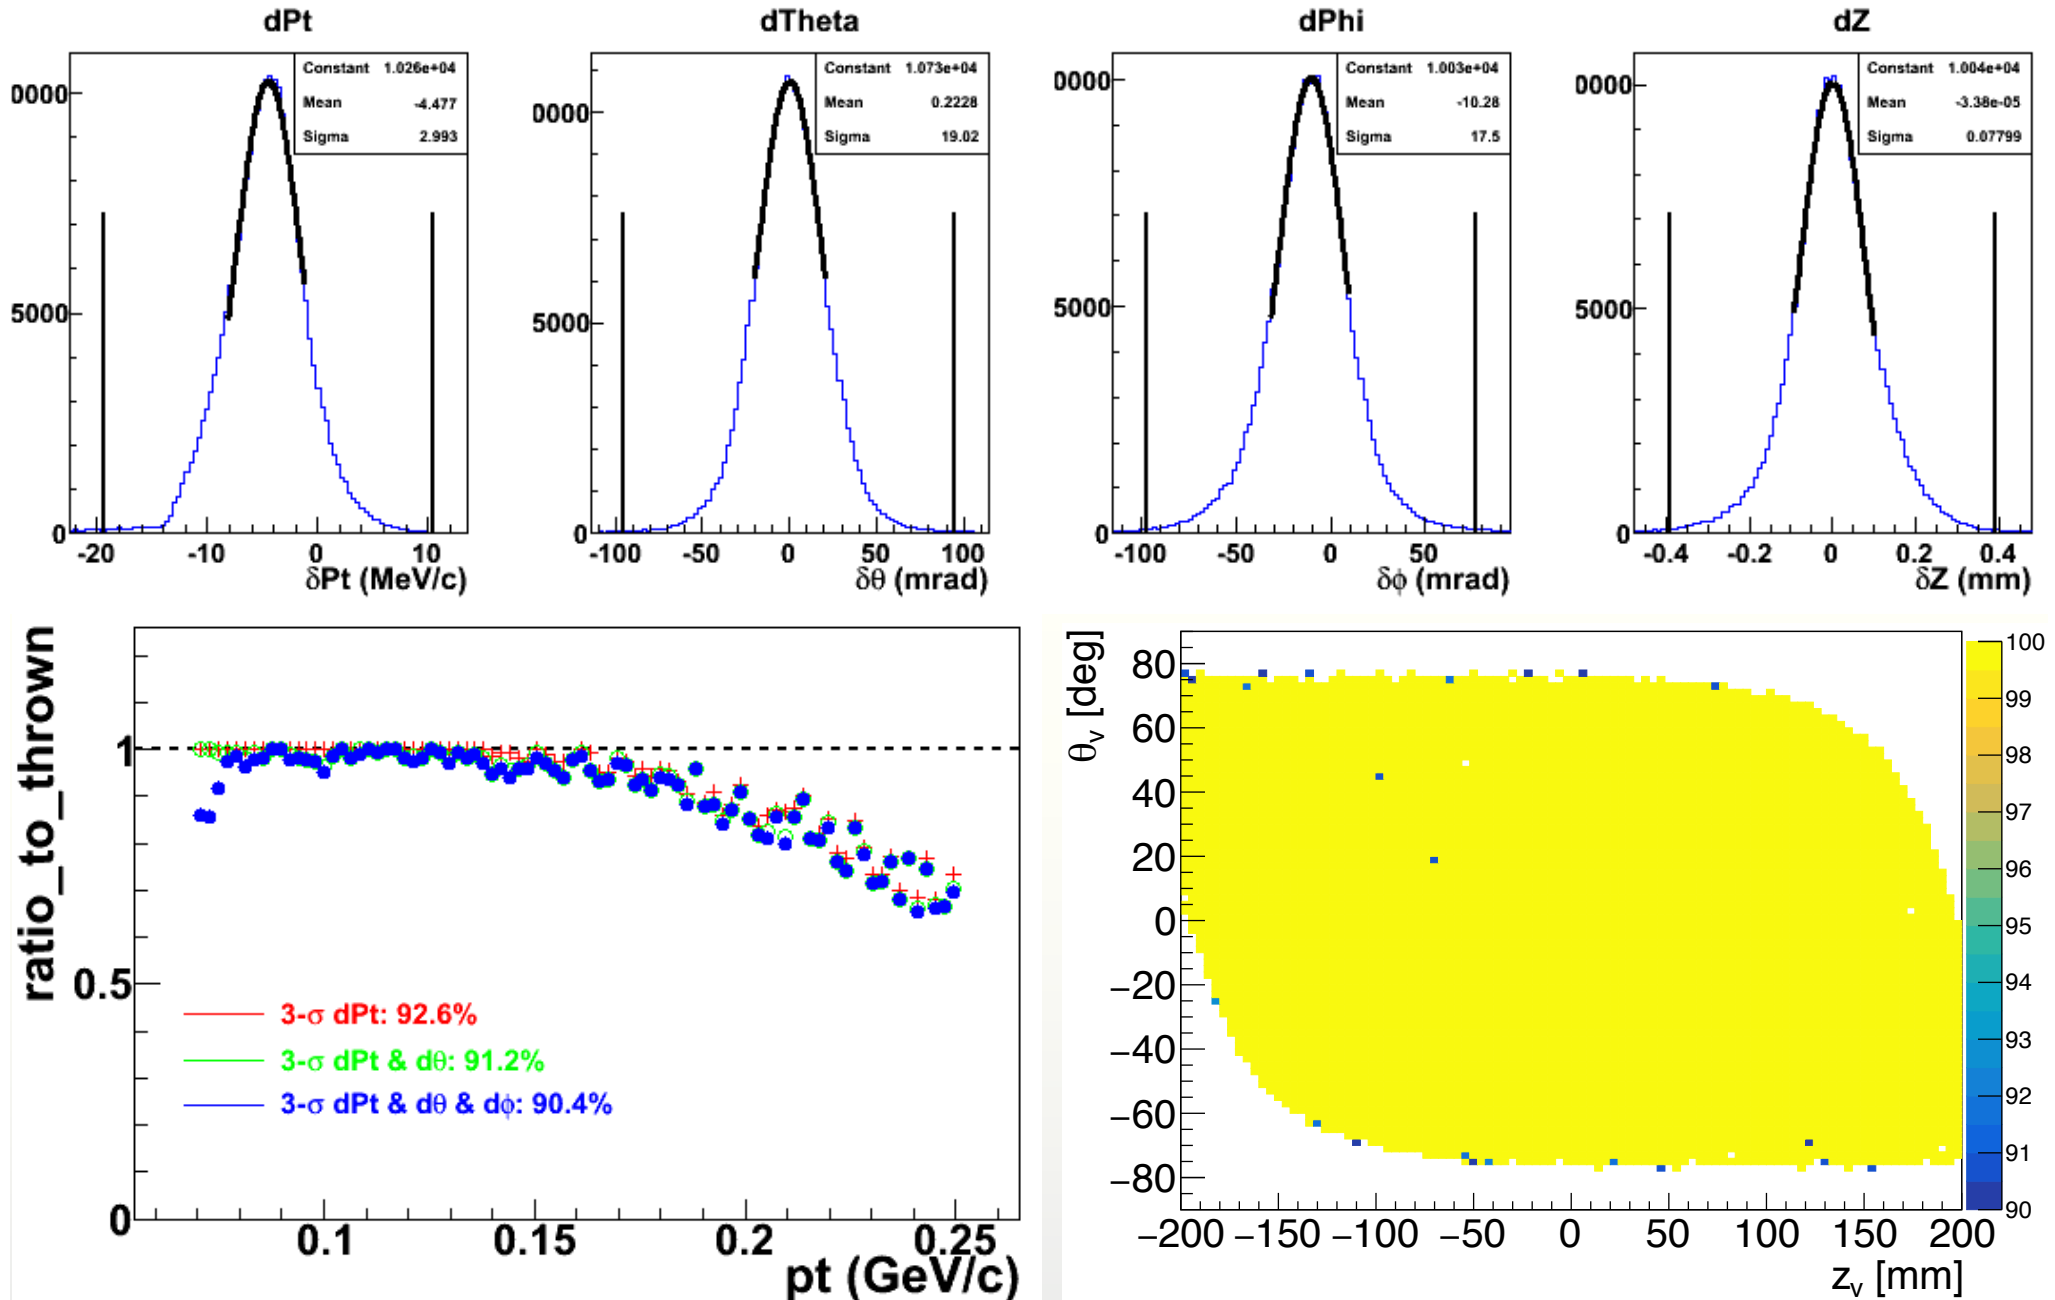 dPt
dTheta
dPhi
dZ
Constant 1.026e+04
Mean -4.477
Sigma 2.993
Constant 1.073e+04
Mean 0.2228
Sigma 19.02
Constant 1.003e+04
Mean -10.28
Sigma 17.5
Constant 1.004e+04
Mean -3.38e-05
Sigma 0.07799
0000
5000
0
0000
5000
0
0000
5000
0
0000
5000
0
-20 -10 0 10
-100 -50 0 50 100
-100 -50 0 50
-0.4 -0.2 0 0.2 0.4
δPt (MeV/c)
δθ (mrad)
δϕ (mrad)
δZ (mm)
ratio_to_thrown
1
0.5
0
3-σ dPt: 92.6%
3-σ dPt & dθ: 91.2%
3-σ dPt & dθ & dϕ: 90.4%
0.1 0.15 0.2 0.25
pt (GeV/c)
θv [deg]
80
60
40
20
0
−20
−40
−60
−80
−200 −150 −100 −50 0 50 100 150 200
zv [mm]
100
99
98
97
96
95
94
93
92
91
90